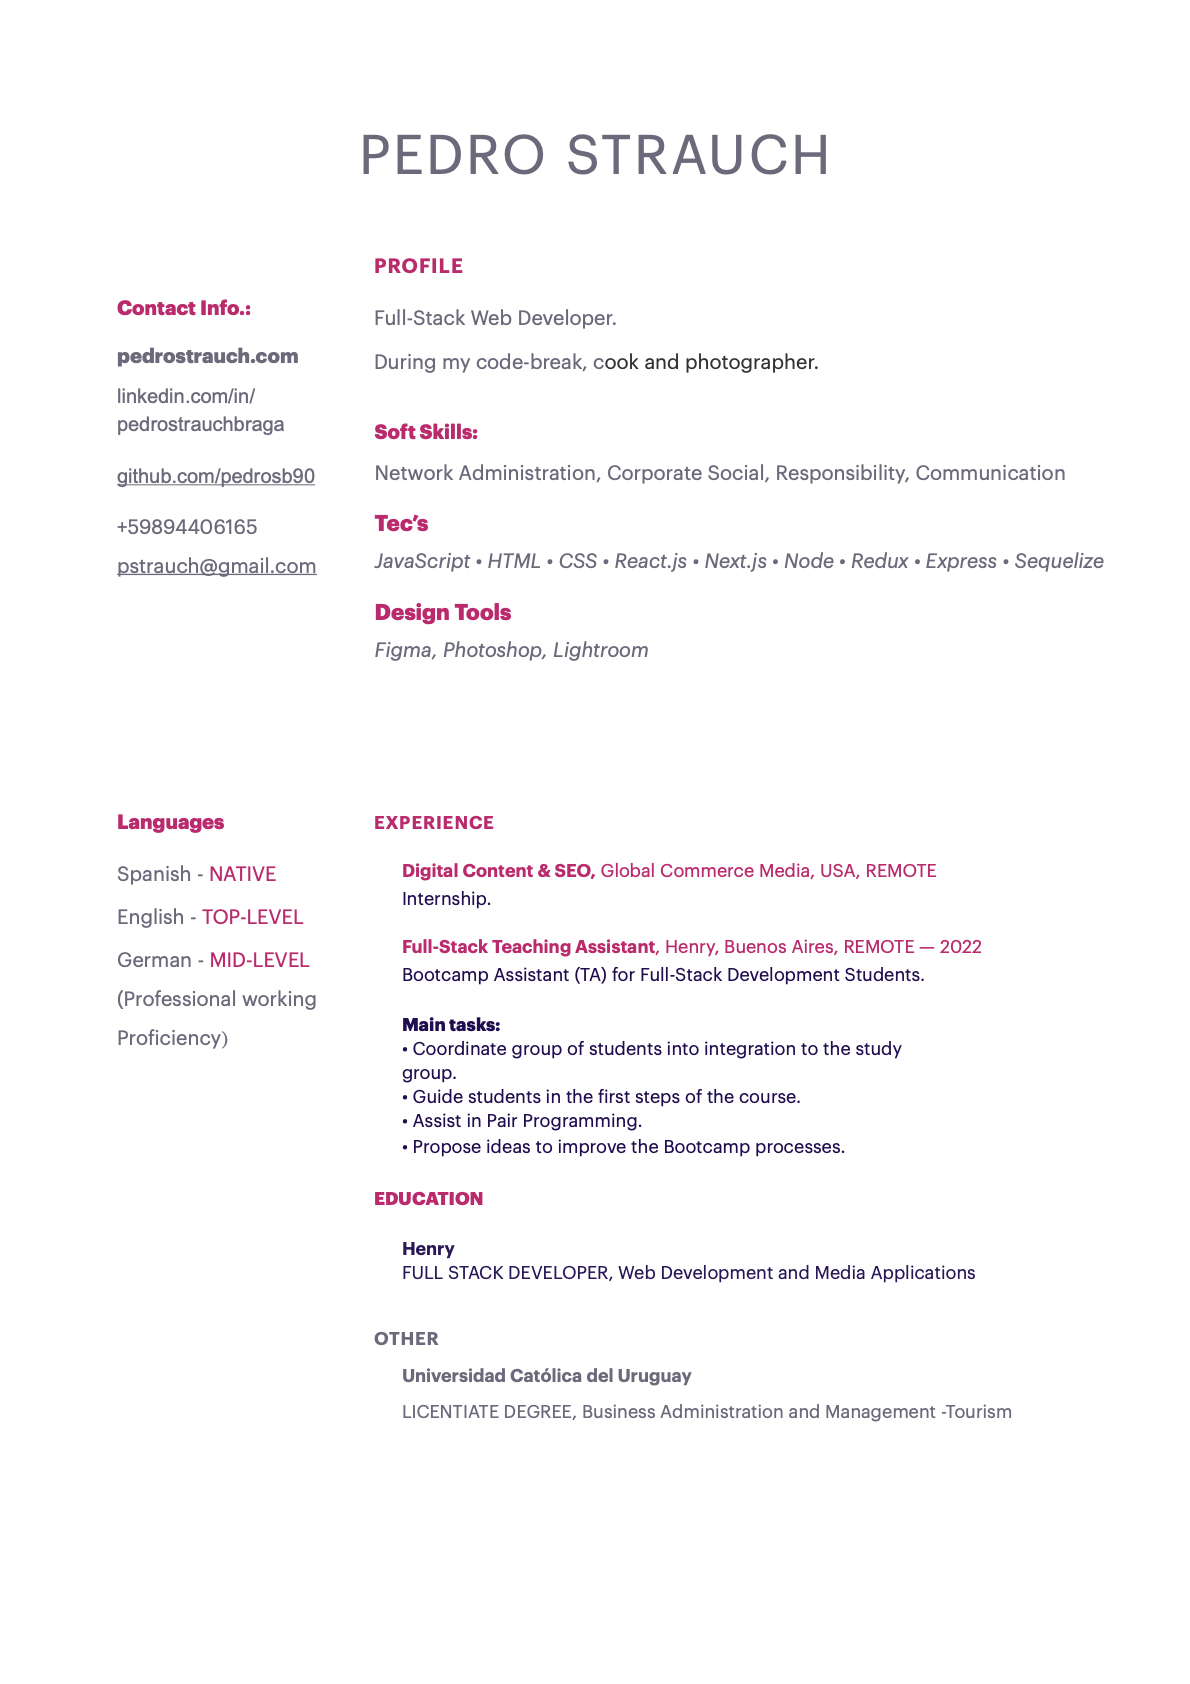 PEDRO STRAUCH
Contact Info.:
pedrostrauch.com
linkedin.com/in/
pedrostrauchbraga
github.com/pedrosb90
+59894406165
pstrauch@gmail.com
PROFILE
Full-Stack Web Developer.
During my code-break, cook and photographer.
Soft Skills:
Network Administration, Corporate Social, Responsibility, Communication
Tec’s
JavaScript • HTML • CSS • React.js • Next.js • Node • Redux • Express • Sequelize
Design Tools
Figma, Photoshop, Lightroom
Languages
Spanish - NATIVE
English - TOP-LEVEL
German - MID-LEVEL
(Professional working
Proficiency)
EXPERIENCE
Digital Content & SEO, Global Commerce Media, USA, REMOTE
Internship.
Full-Stack Teaching Assistant, Henry, Buenos Aires, REMOTE — 2022
Bootcamp Assistant (TA) for Full-Stack Development Students.
Main tasks:
• Coordinate group of students into integration to the study
group.
• Guide students in the first steps of the course.
• Assist in Pair Programming.
• Propose ideas to improve the Bootcamp processes.
EDUCATION
Henry
FULL STACK DEVELOPER, Web Development and Media Applications
OTHER
Universidad Católica del Uruguay
LICENTIATE DEGREE, Business Administration and Management -Tourism